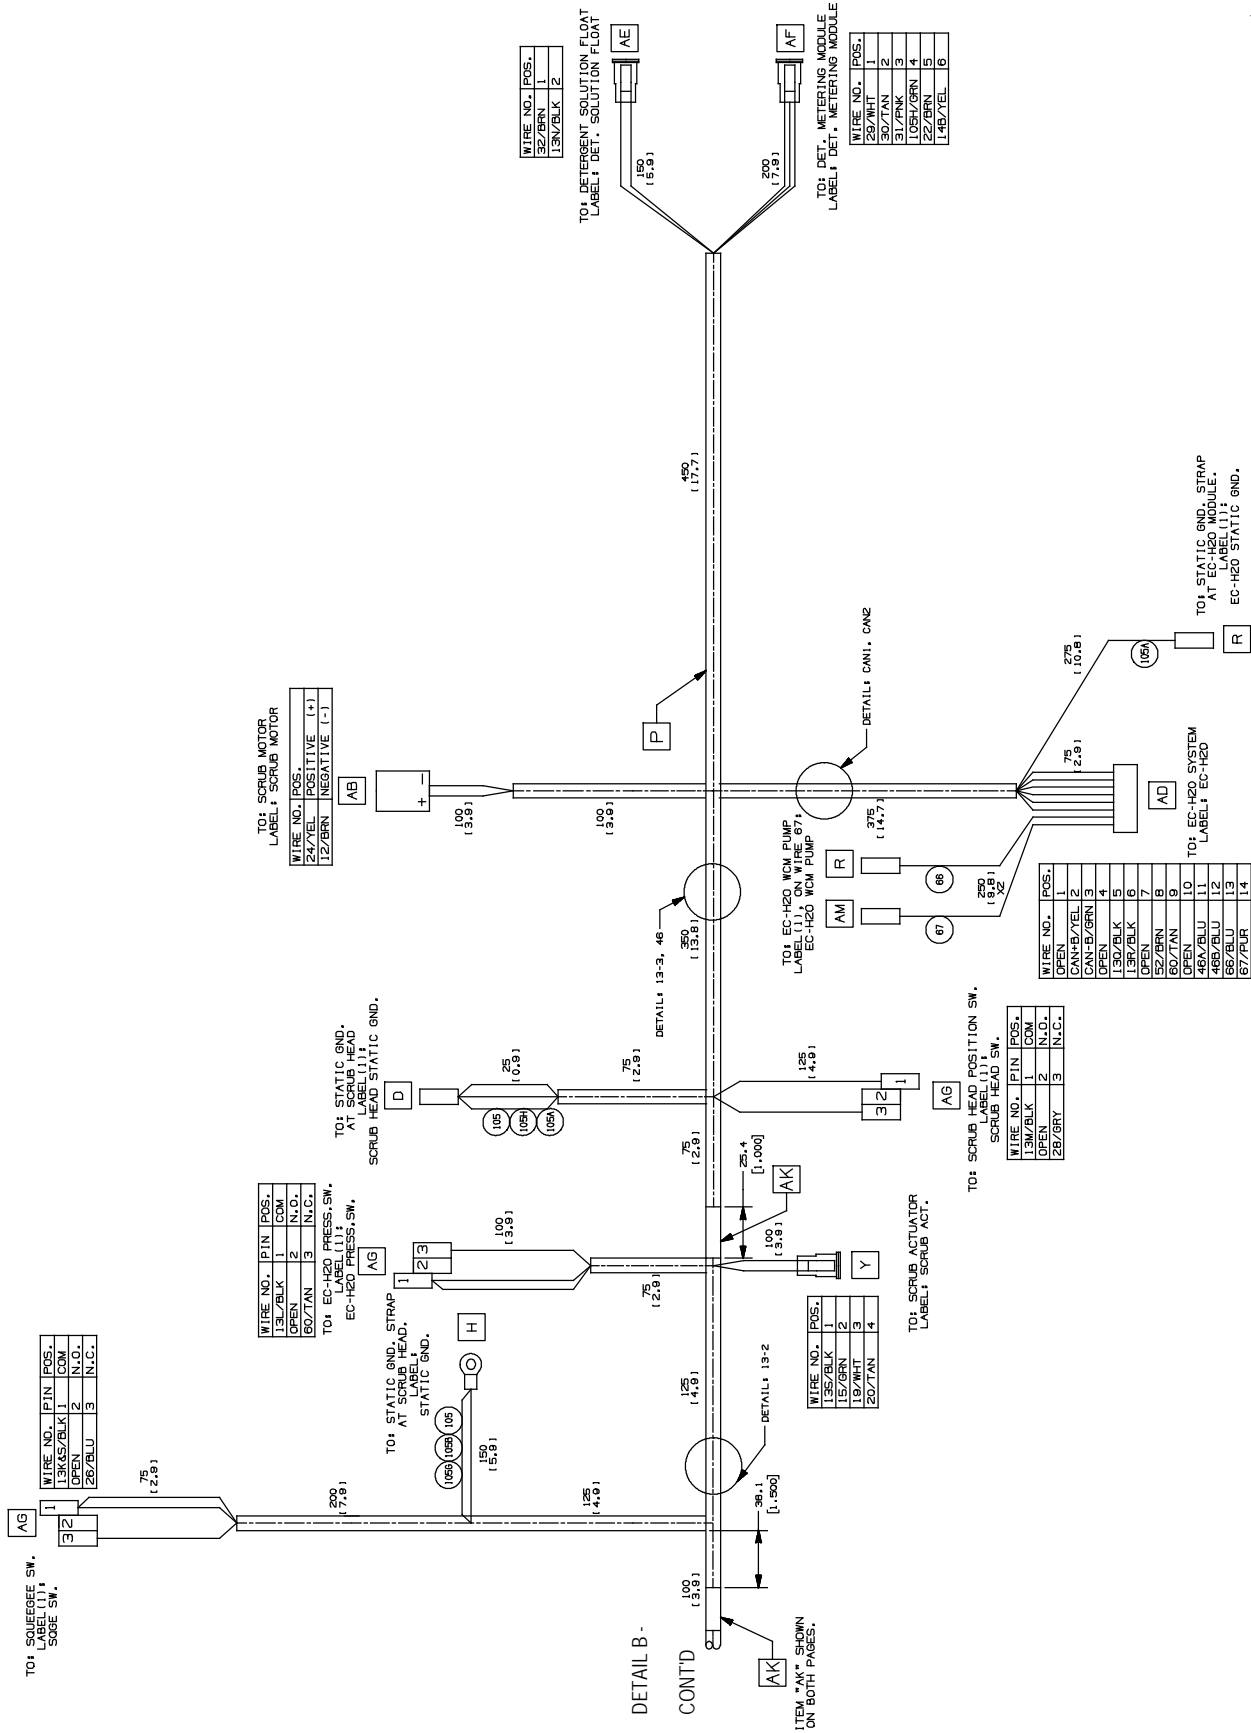 TO: SQUEEGEE SW.
LABEL(1):
SQGE SW.
AG
3 2
1
WIRE NO. PIN POS.
13K&S/BLK 1 COM
OPEN 2 N.O.
26/BLU 3 N.C.
75
[2.9]
200
[7.9]
125
[4.9]
105G 105B 105
150
[5.9]
H
TO: STATIC GND. STRAP
AT SCRUB HEAD.
LABEL:
STATIC GND.
WIRE NO. PIN POS.
13L/BLK 1 COM
OPEN 2 N.O.
60/TAN 3 N.C.
TO: EC-H2O PRESS.SW.
LABEL(1):
EC-H2O PRESS.SW.
AG
1
2 3
100
[3.9]
75
[2.9]
TO: STATIC GND.
AT SCRUB HEAD
LABEL(1):
SCRUB HEAD STATIC GND.
D
105 105H 105A
25
[0.9]
75
[2.9]
TO: SCRUB MOTOR
LABEL: SCRUB MOTOR
WIRE NO. POS.
24/YEL POSITIVE (+)
12/BRN NEGATIVE (-)
AB
+ -
100
[3.9]
100
[3.9]
WIRE NO. POS.
32/BRN 1
13N/BLK 2
TO: DETERGENT SOLUTION FLOAT
LABEL: DET. SOLUTION FLOAT
AE
150
[5.9]
DETAIL B -
CONT'D
100
[3.9]
AK
ITEM "AK" SHOWN
ON BOTH PAGES.
38.1
[1.500]
DETAIL: 13-2
125
[4.9]
25.4
[1.000]
AK
75
[2.9]
DETAIL: 13-3, 46
350
[13.8]
P
450
[17.7]
200
[7.9]
AF
TO: DET. METERING MODULE
LABEL: DET. METERING MODULE
WIRE NO. POS.
29/WHT 1
30/TAN 2
31/PNK 3
105H/GRN 4
22/BRN 5
14B/YEL 6
100
[3.9]
Y
TO: SCRUB ACTUATOR
LABEL: SCRUB ACT.
WIRE NO. POS.
13S/BLK 1
15/GRN 2
19/WHT 3
20/TAN 4
125
[4.9]
3 2
1
AG
TO: SCRUB HEAD POSITION SW.
LABEL(1):
SCRUB HEAD SW.
WIRE NO. PIN POS.
13M/BLK 1 COM
OPEN 2 N.O.
28/GRY 3 N.C.
DETAIL: CAN1, CAN2
375
[14.7]
TO: EC-H2O WCM PUMP
LABEL(1), ON WIRE 67:
EC-H2O WCM PUMP
AM
R
67
66
250
[9.8]
X2
75
[2.9]
AD
TO: EC-H2O SYSTEM
LABEL: EC-H2O
WIRE NO. POS.
OPEN 1
CAN+B/YEL 2
CAN-B/GRN 3
OPEN 4
13Q/BLK 5
13R/BLK 6
OPEN 7
52/BRN 8
60/TAN 9
OPEN 10
46A/BLU 11
46B/BLU 12
66/BLU 13
67/PUR 14
275
[10.8]
105A
R
TO: STATIC GND. STRAP
AT EC-H2O MODULE.
LABEL(1):
EC-H2O STATIC GND.